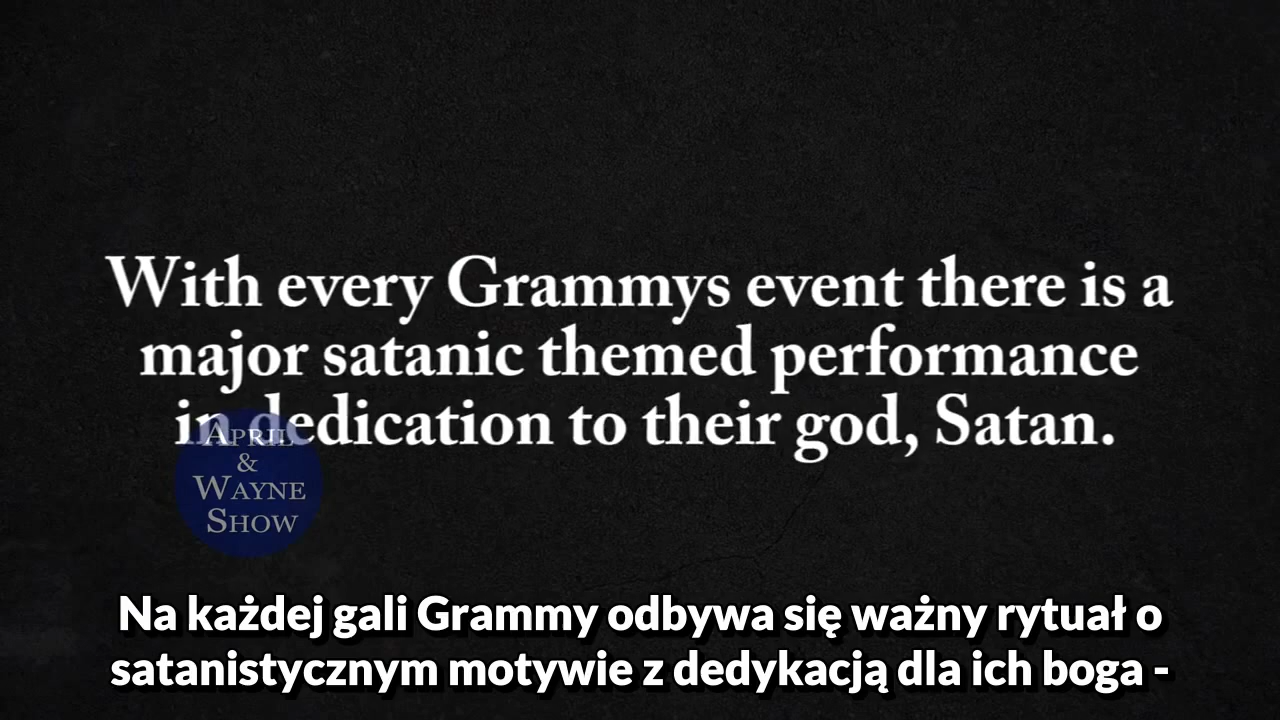 With every Grammys event there is a
major satanic themed performance
in dedication to their god, Satan.
April
&
Wayne
Show
Na każdej gali Grammy odbywa się ważny rytuał o
satanistycznym motywie z dedykacją dla ich boga -